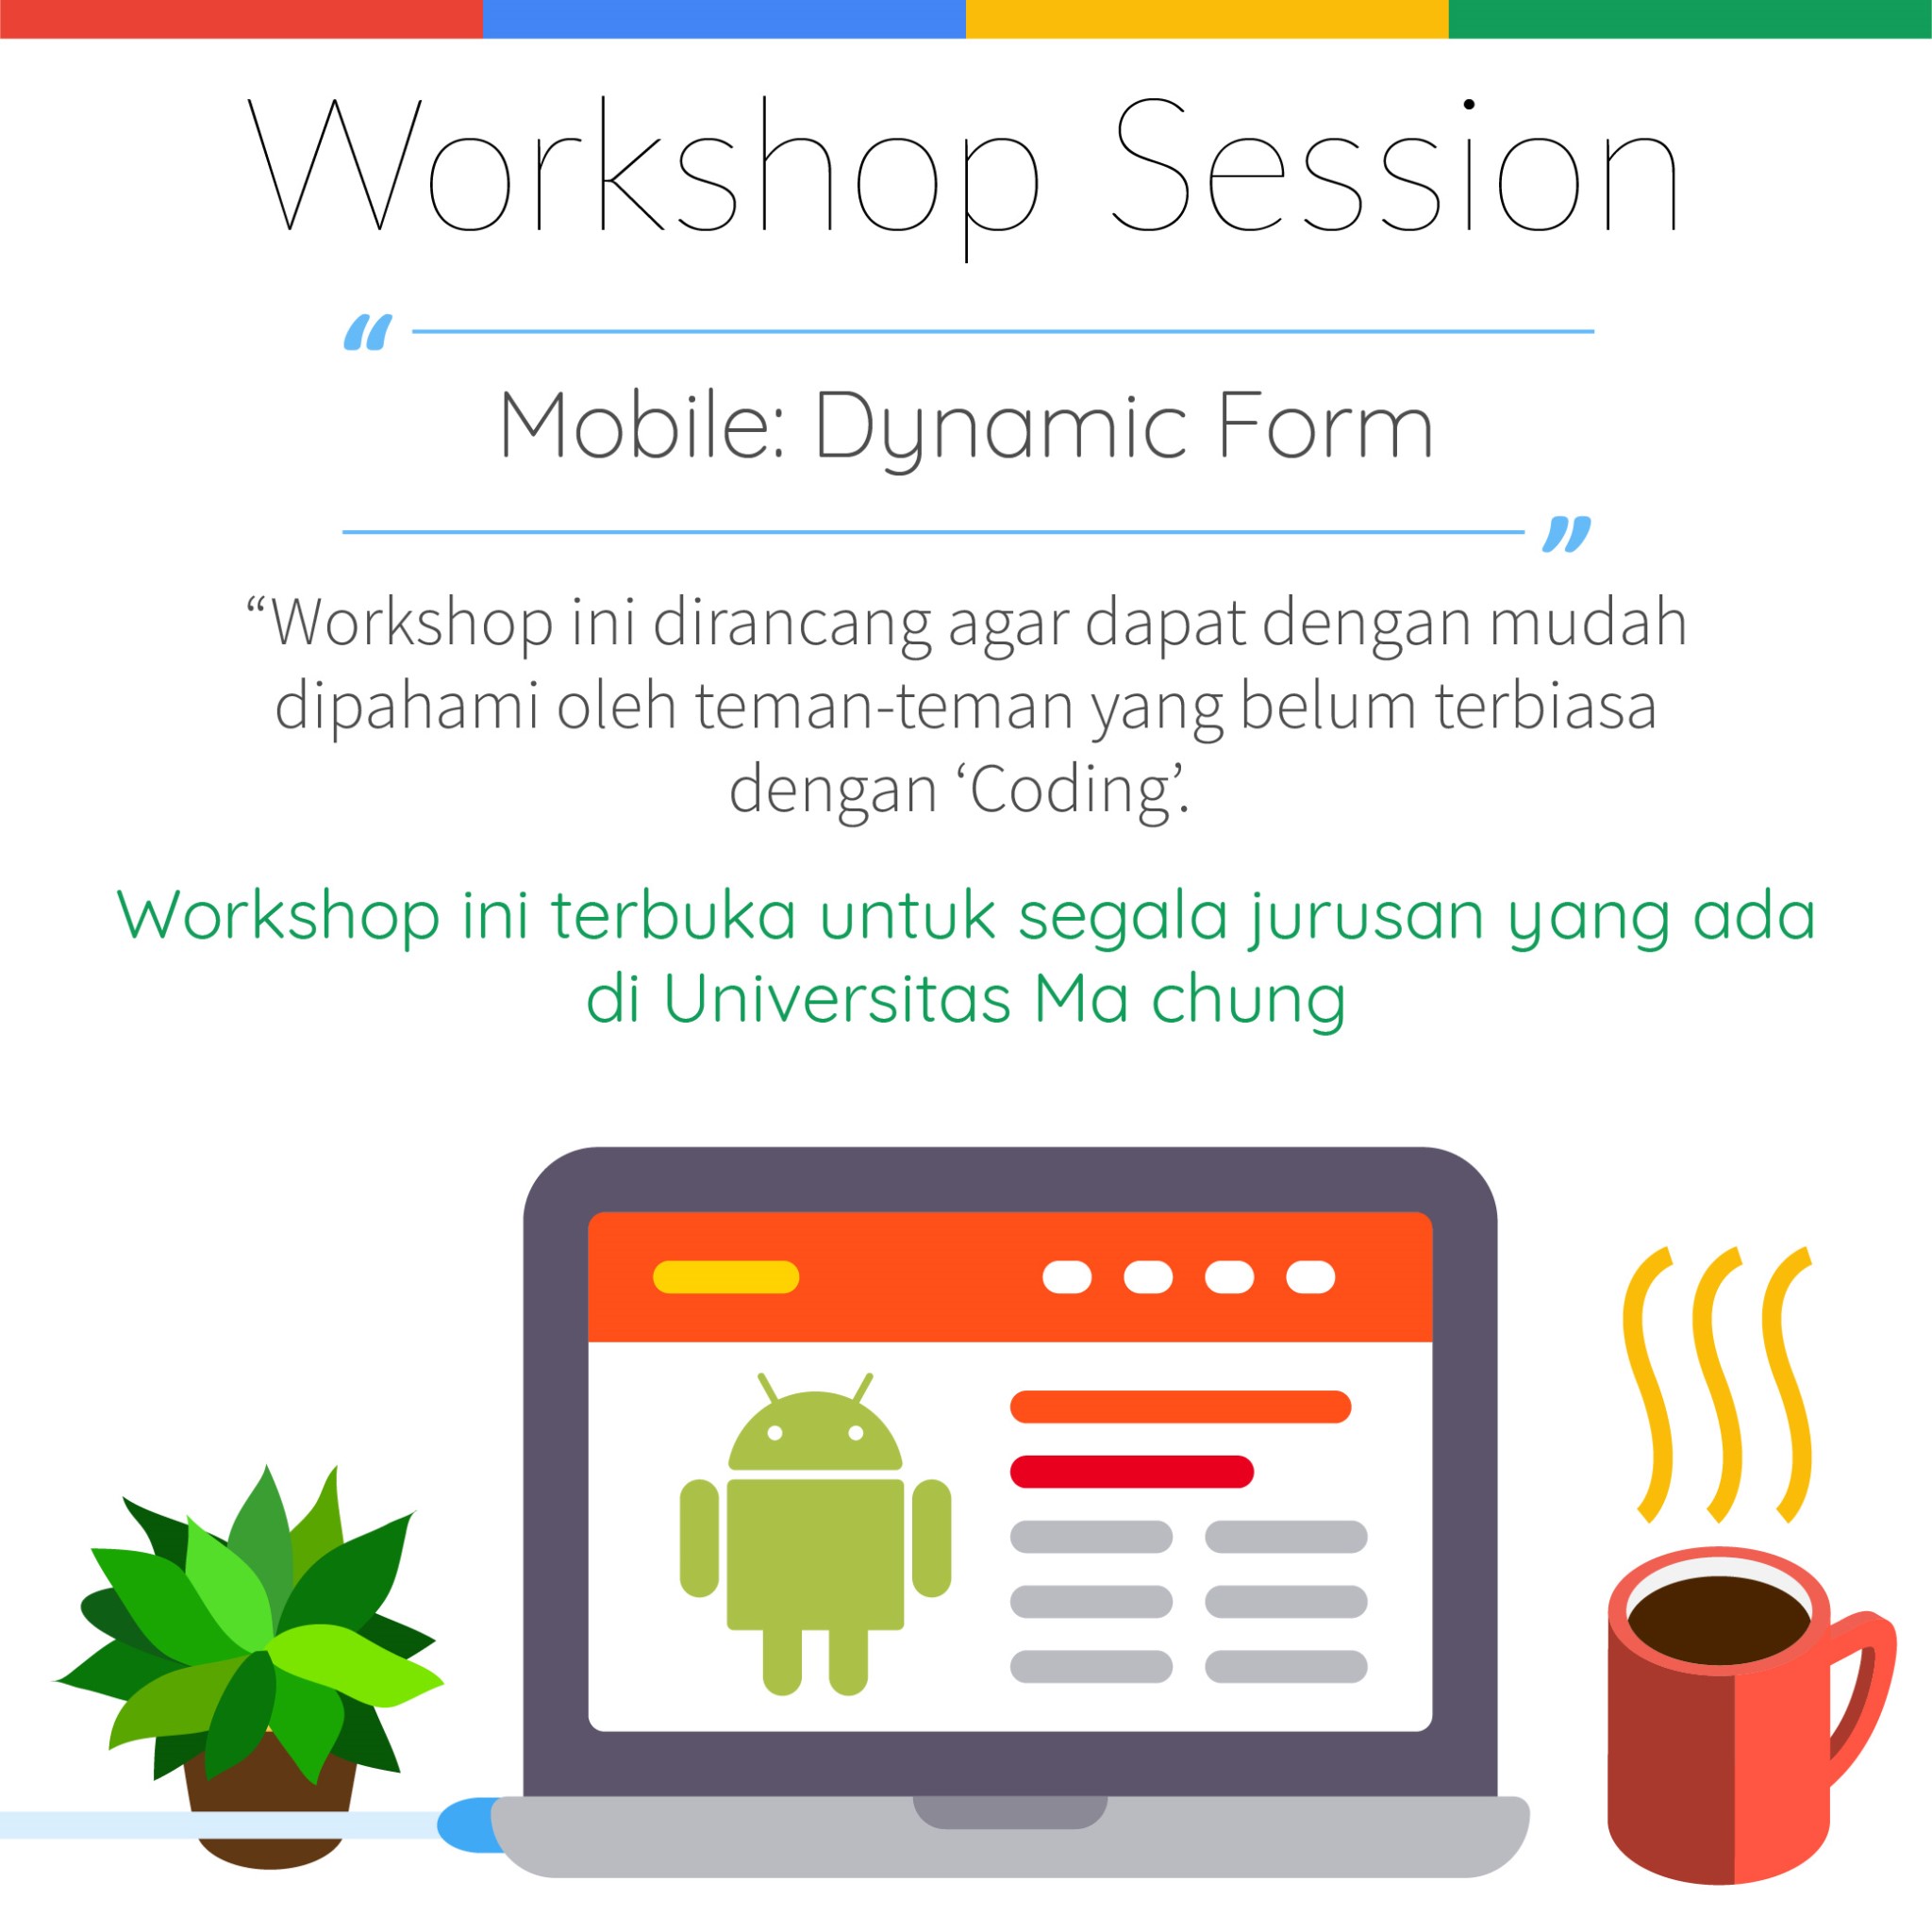 Workshop Session
“
Mobile: Dynamic Form
”
“Workshop ini dirancang agar dapat dengan mudah
dipahami oleh teman-teman yang belum terbiasa
dengan ‘Coding’.
Workshop ini terbuka untuk segala jurusan yang ada
di Universitas Ma chung